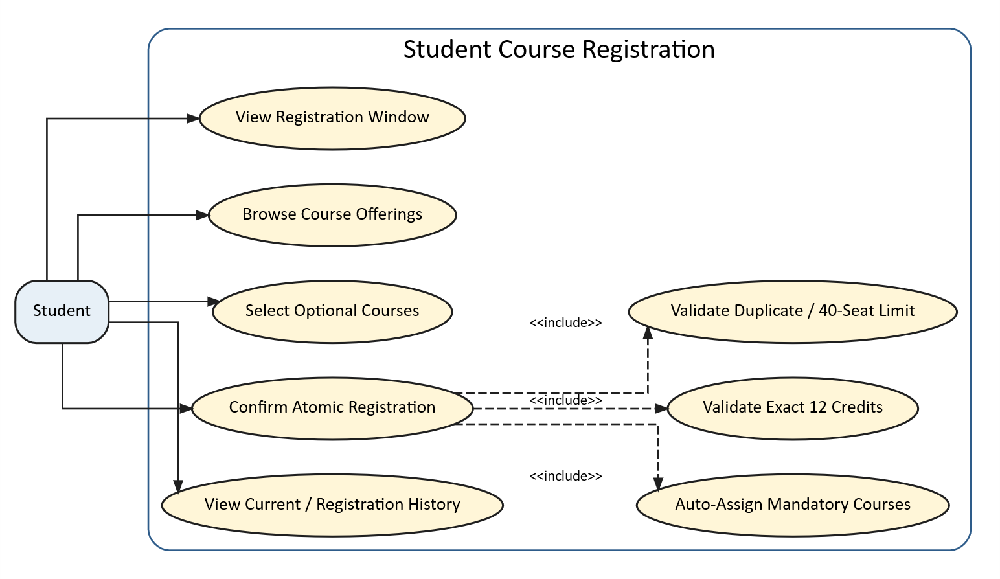 Student Course Registration
View Registration Window
Browse Course Offerings
Student
Select Optional Courses
<<include>>
Validate Duplicate / 40-Seat Limit
Confirm Atomic Registration
<<include>>
Validate Exact 12 Credits
<<include>>
View Current / Registration History
Auto-Assign Mandatory Courses